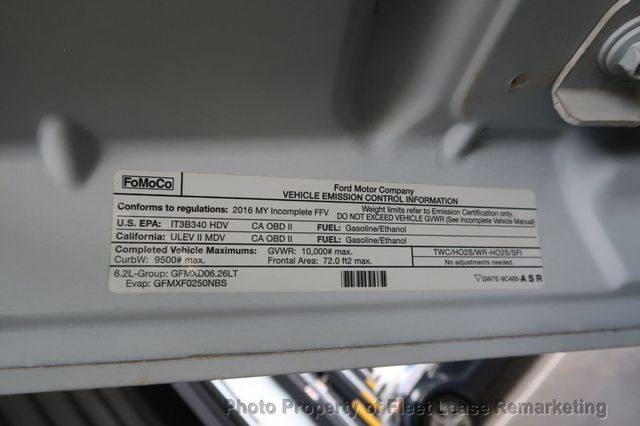 FoMoCo
Ford Motor Company
VEHICLE EMISSION CONTROL INFORMATION
Conforms to regulations: 2016 MY Incomplete FFV
Weight limits refer to Emission Certification only.
DO NOT EXCEED VEHICLE GVWR (See Incomplete Vehicle Manual)
U.S. EPA: IT3B340 HDV CA OBD II FUEL: Gasoline/Ethanol
California: ULEV II MDV CA OBD II FUEL: Gasoline/Ethanol
Completed Vehicle Maximums: GVWR: 10,000# max.
CurbW: 9500# max. Frontal Area: 72.0 ft2 max.
TWC/HO2S/WR-HO2S/SFI
No adjustments needed.
6.2L-Group: GFMXD06.26LT
Evap: GFMXF0250NBS
GW7E-9C485-ASR
Photo Property of Fleet Lease Remarketing